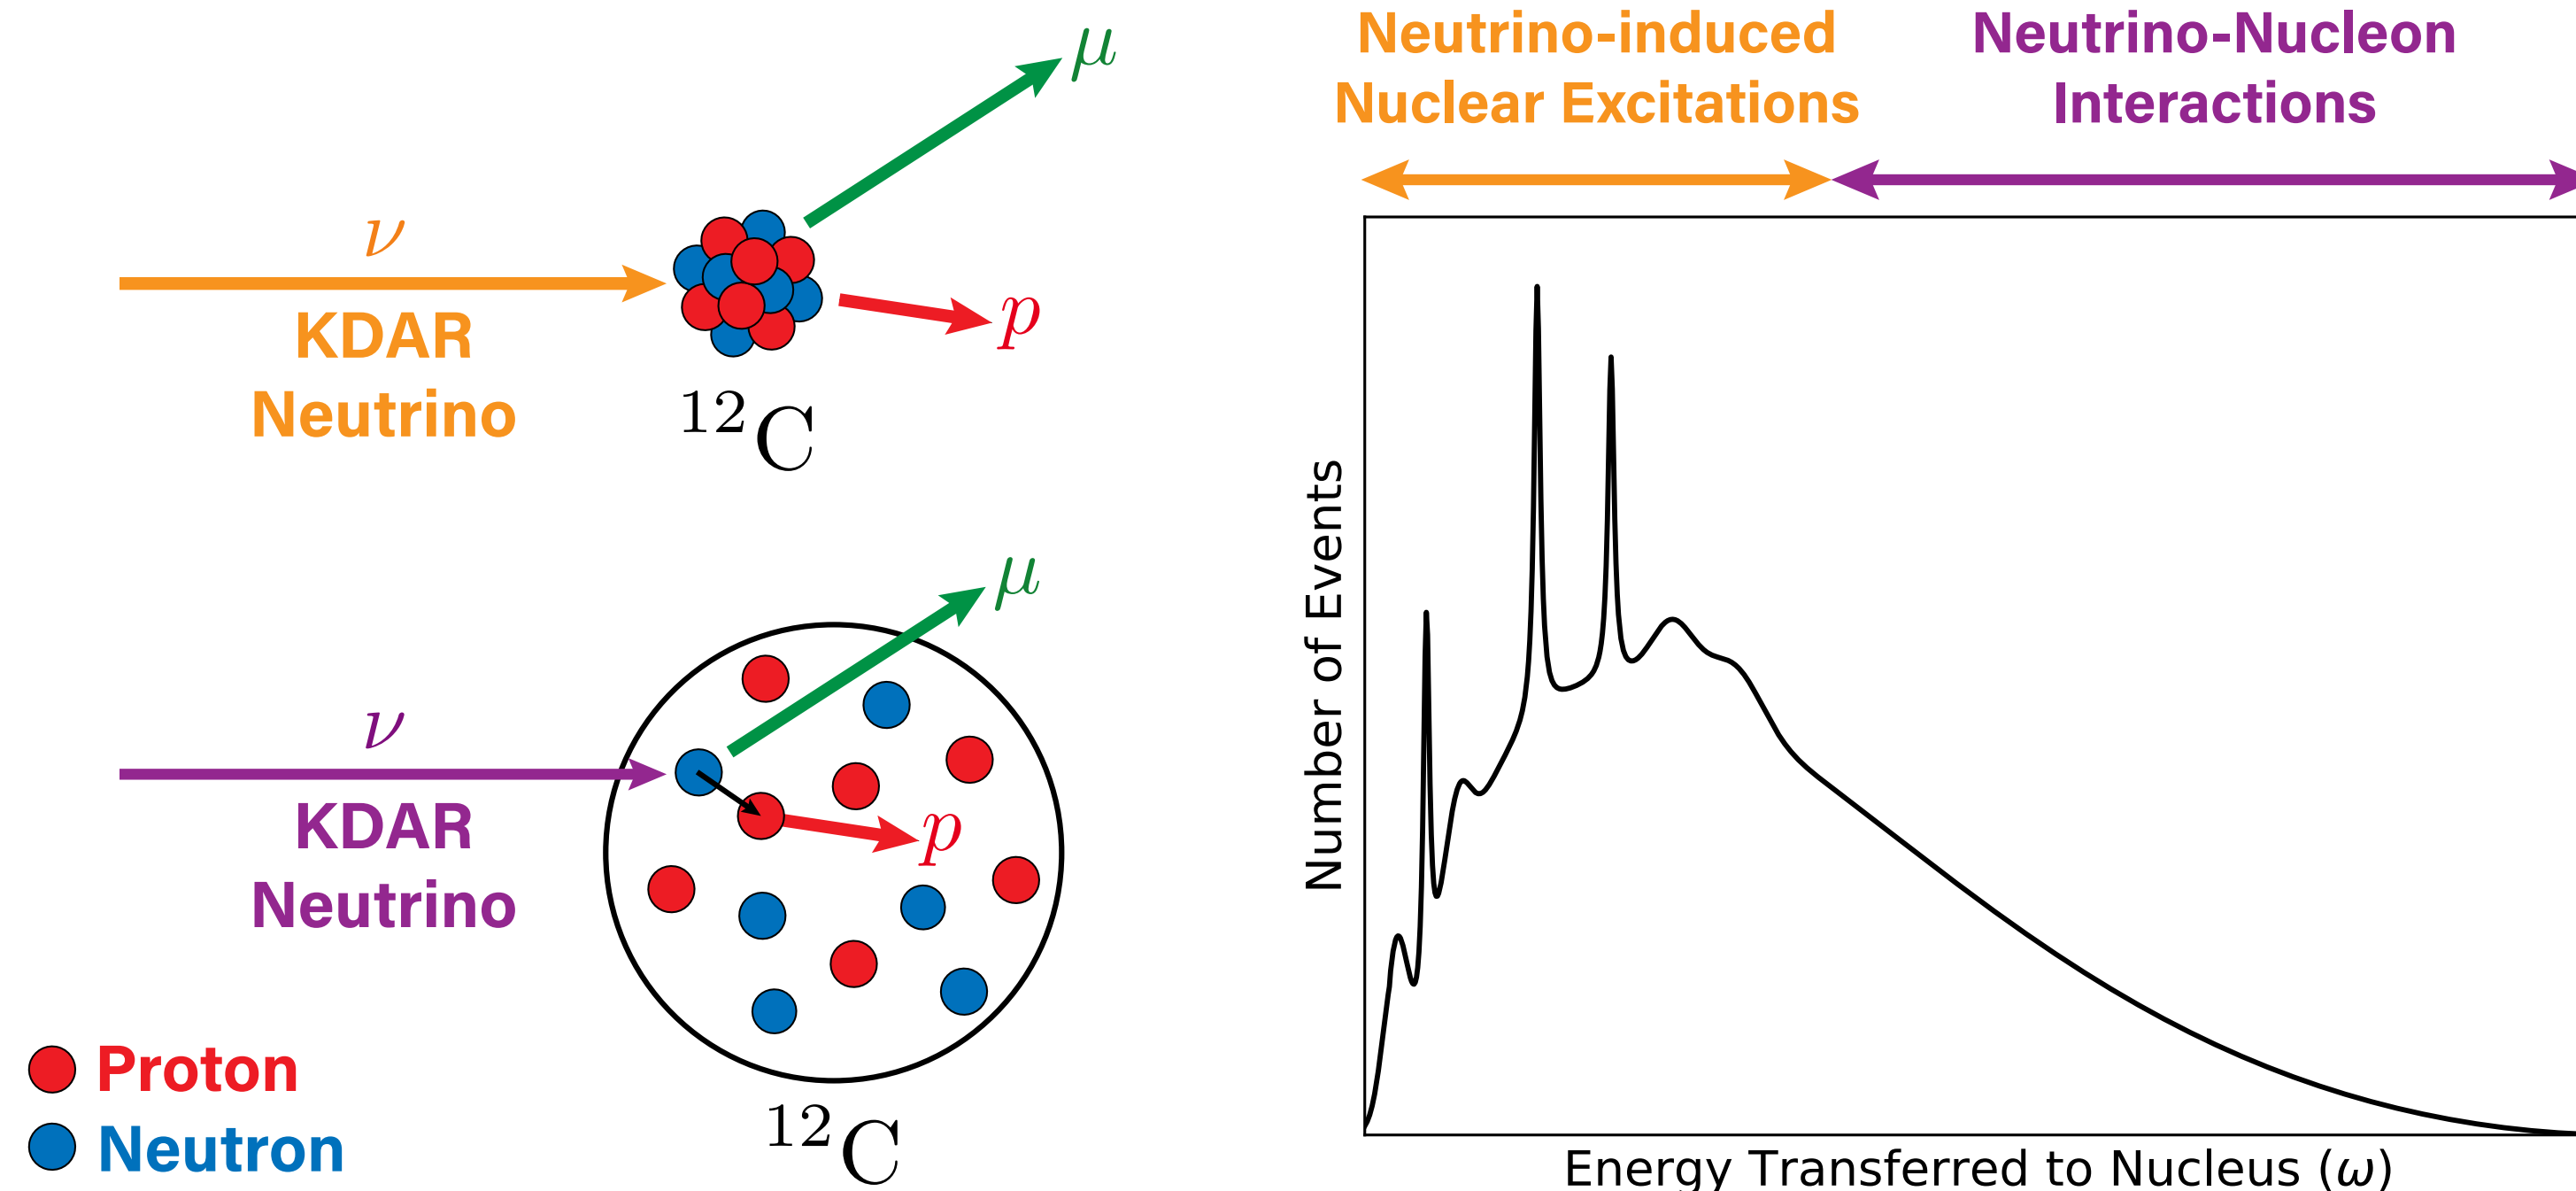 μ
ν
KDAR
Neutrino
p
¹²C
μ
ν
KDAR
Neutrino
p
¹²C
Proton
Neutron
Neutrino-induced
Nuclear Excitations
Neutrino-Nucleon
Interactions
Number of Events
Energy Transferred to Nucleus (ω)